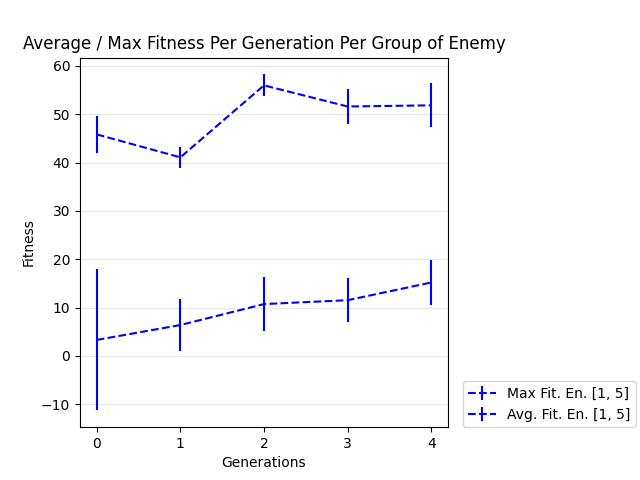 Average / Max Fitness Per Generation Per Group of Enemy
60
50
40
30
20
10
0
−10
Fitness
0 1 2 3 4
Generations
Max Fit. En. [1, 5]
Avg. Fit. En. [1, 5]